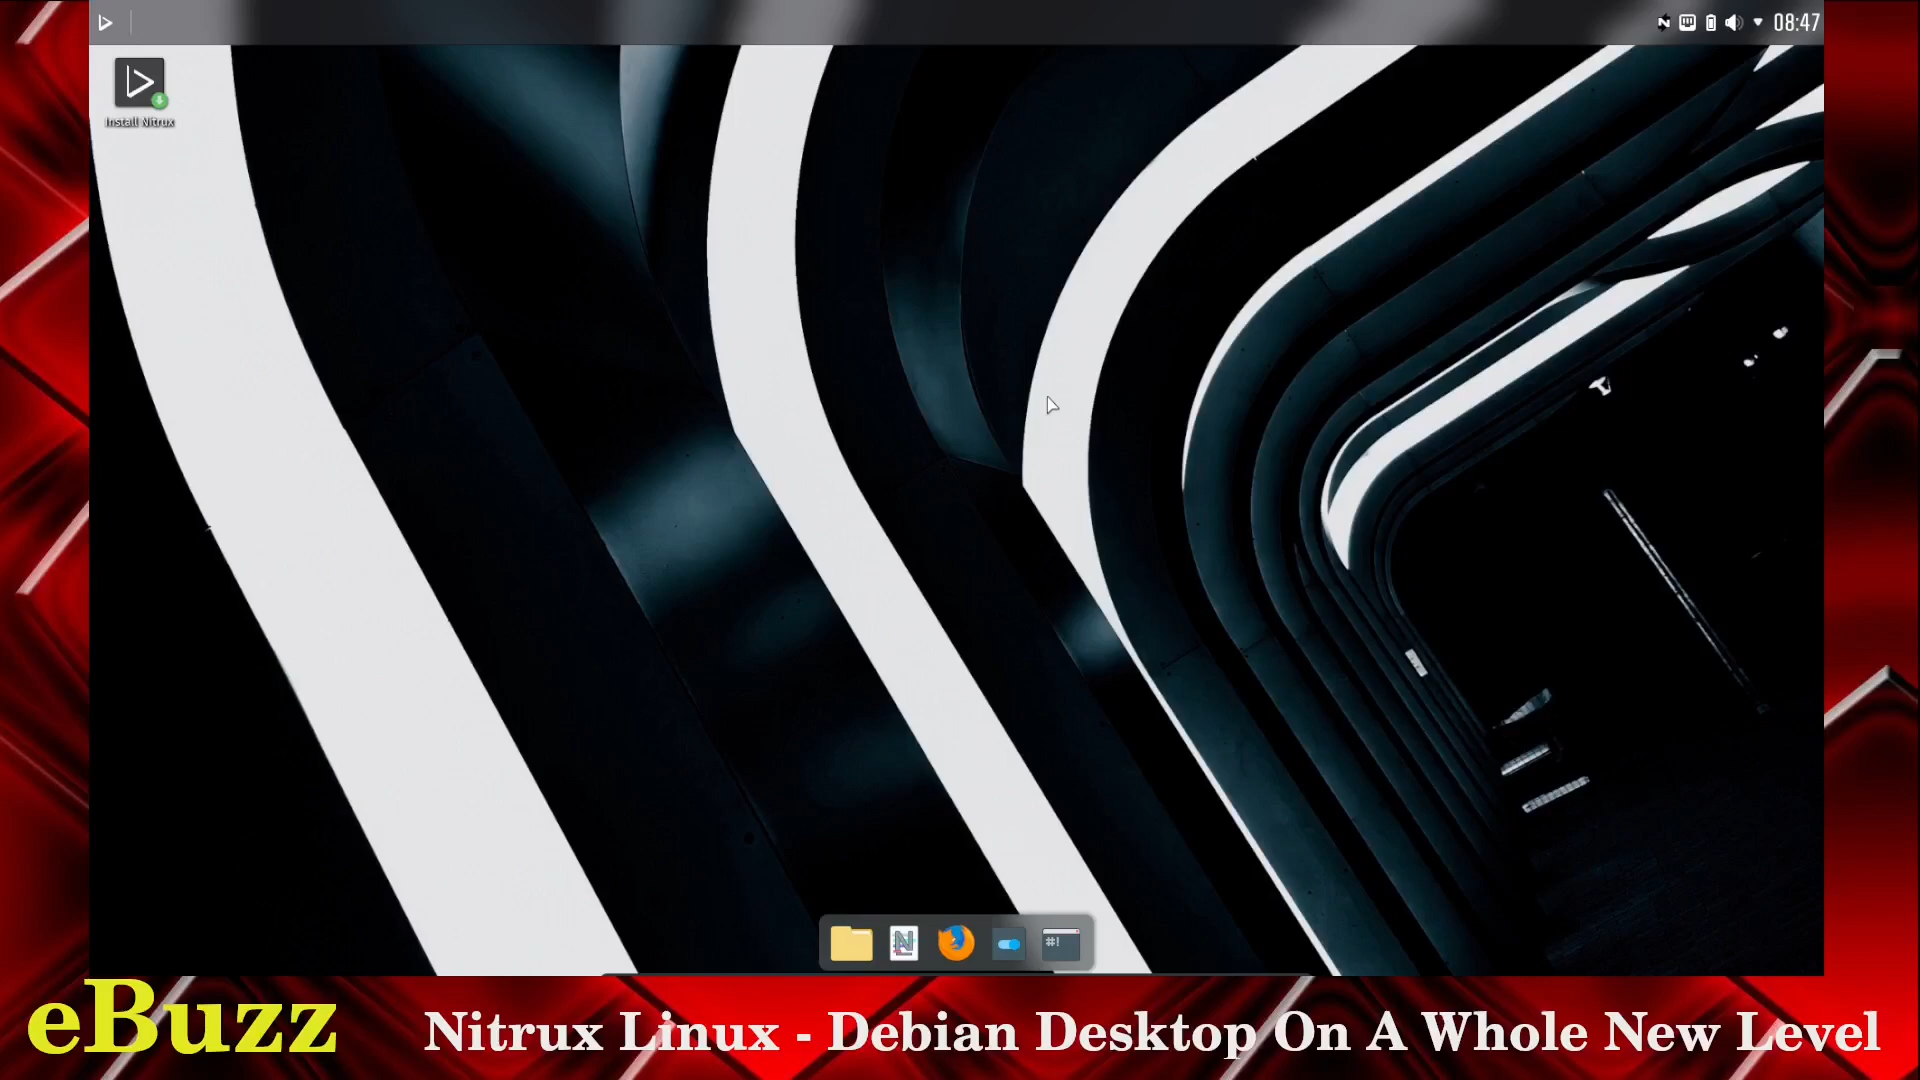 08:47
Install Nitrux
#!
eBuzz
Nitrux Linux - Debian Desktop On A Whole New Level